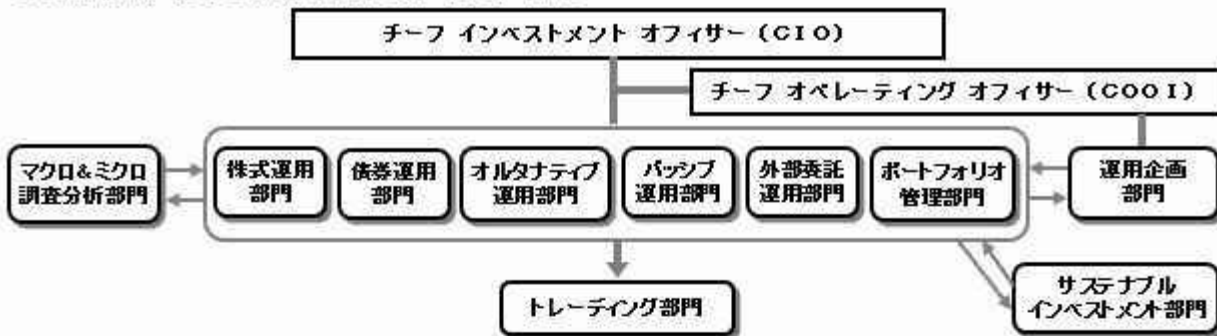 チーフ インベストメント オフィサー (CIO)
チーフ オペレーティング オフィサー (COO I)
マクロ&ミクロ
調査分析部門
株式運用
部門
債券運用
部門
オルタナティブ
運用部門
パッシブ
運用部門
外部委託
運用部門
ポートフォリオ
管理部門
運用企画
部門
トレーディング部門
サステナブル
インベストメント部門